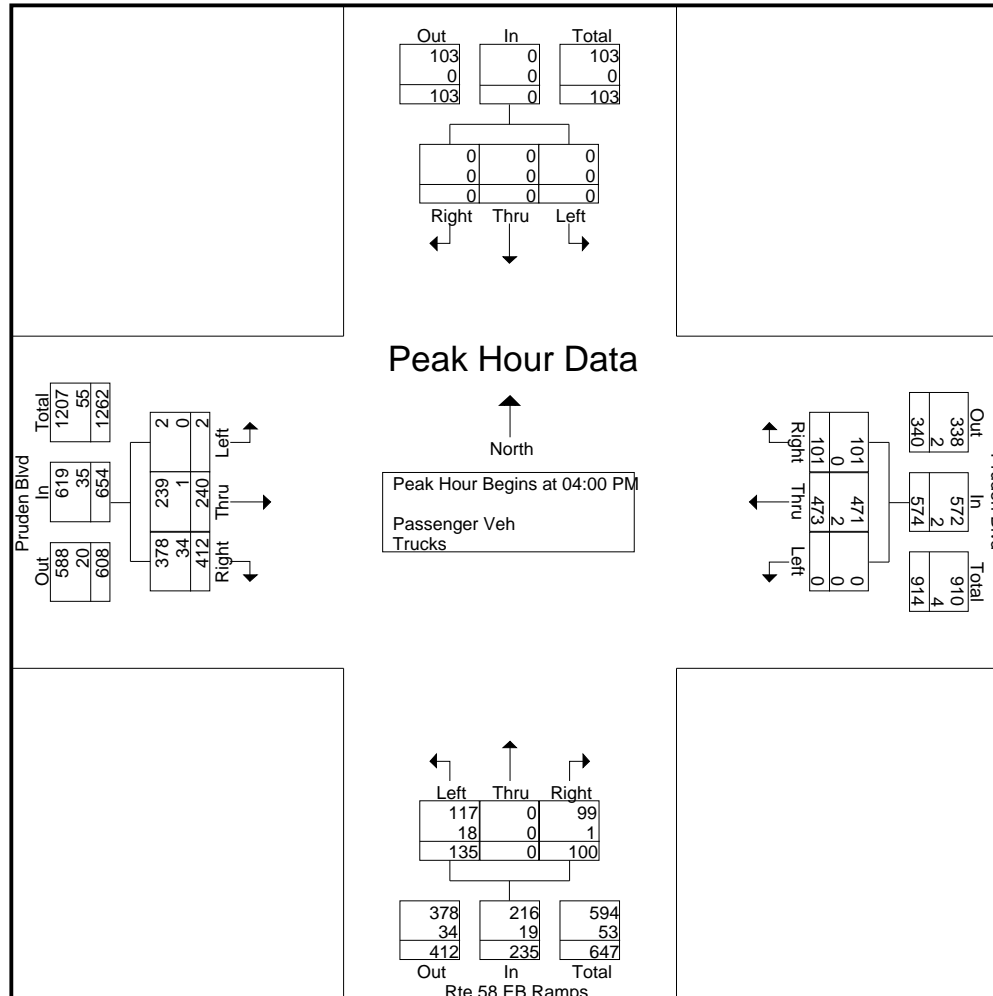 Out In Total
103 0 103
0 0 0
103 0 103
0 0 0
0 0 0
0 0 0
Right Thru Left
Peak Hour Data
North
Peak Hour Begins at 04:00 PM
Passenger Veh
Trucks
Pruden Blvd
Out In Total
588 619 1207
20 35 55
608 654 1262
378 239 2
34 1 0
412 240 2
Right Thru Left
Out In Total
338 572 910
2 2 4
340 574 914
101 471 0
0 2 0
101 473 0
Right Thru Left
Left Thru Right
117 0 99
18 0 1
135 0 100
378 216 594
34 19 53
412 235 647
Out In Total
Rte 58 EB Ramps